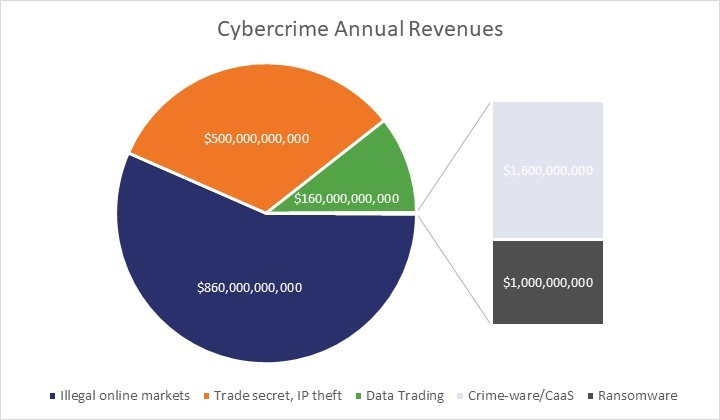 Cybercrime Annual Revenues
$500,000,000,000
$160,000,000,000
$1,600,000,000
$860,000,000,000
$1,000,000,000
Illegal online markets Trade secret, IP theft Data Trading Crime-ware/CaaS Ransomware